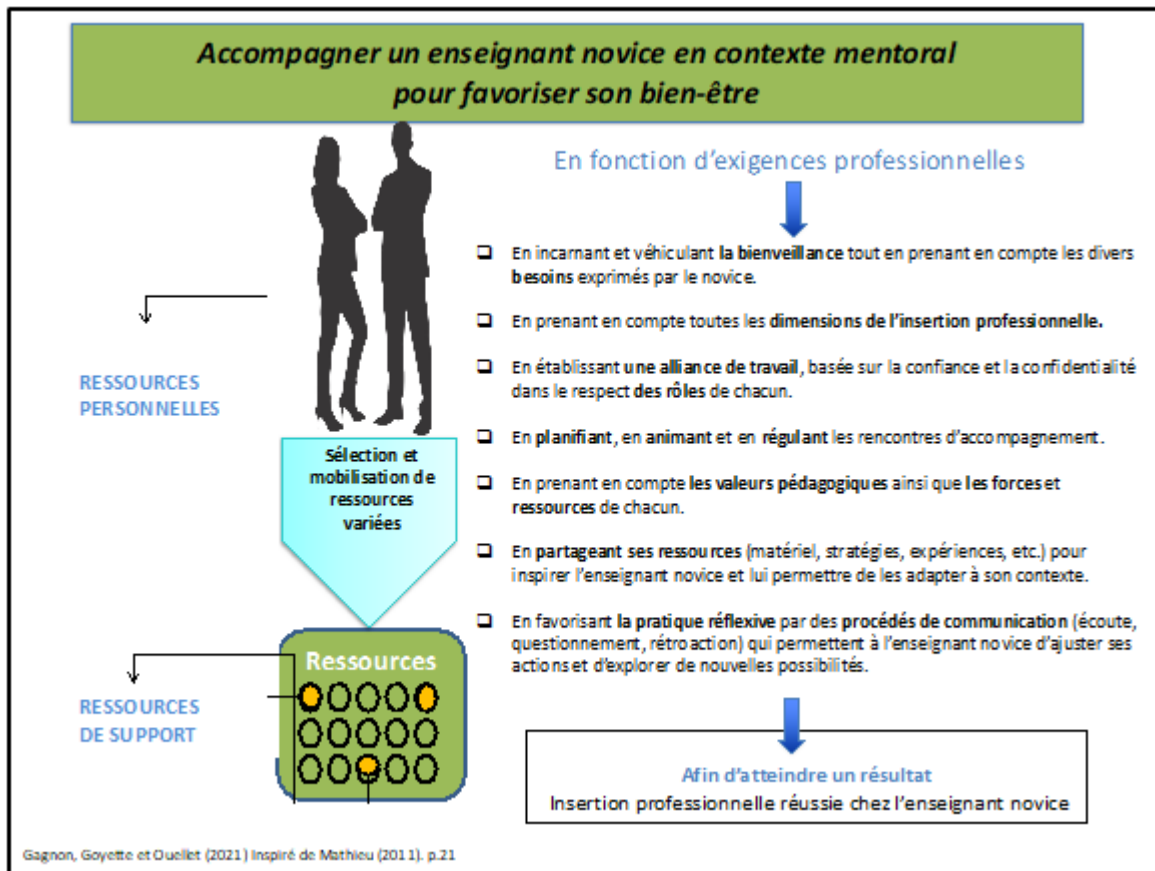 Accompagner un enseignant novice en contexte mentoral
pour favoriser son bien-être
En fonction d'exigences professionnelles
En incarnant et véhiculant la bienveillance tout en prenant en compte les divers
besoins exprimés par le novice.
En prenant en compte toutes les dimensions de l'insertion professionnelle.
En établissant une alliance de travail, basée sur la confiance et la confidentialité
dans le respect des rôles de chacun.
En planifiant, en animant et en régulant les rencontres d'accompagnement.
En prenant en compte les valeurs pédagogiques ainsi que les forces et
ressources de chacun.
En partageant ses ressources (matériel, stratégies, expériences, etc.) pour
inspirer l'enseignant novice et lui permettre de les adapter à son contexte.
En favorisant la pratique réflexive par des procédés de communication (écoute,
questionnement, rétroaction) qui permettent à l'enseignant novice d'ajuster ses
actions et d'explorer de nouvelles possibilités.
RESSOURCES
PERSONNELLES
Sélection et
mobilisation de
ressources
variées
Ressources
RESSOURCES
DE SUPPORT
Afin d'atteindre un résultat
Insertion professionnelle réussie chez l'enseignant novice
Gagnon, Goyette et Ouellet (2021) Inspiré de Mathieu (2011). p.21